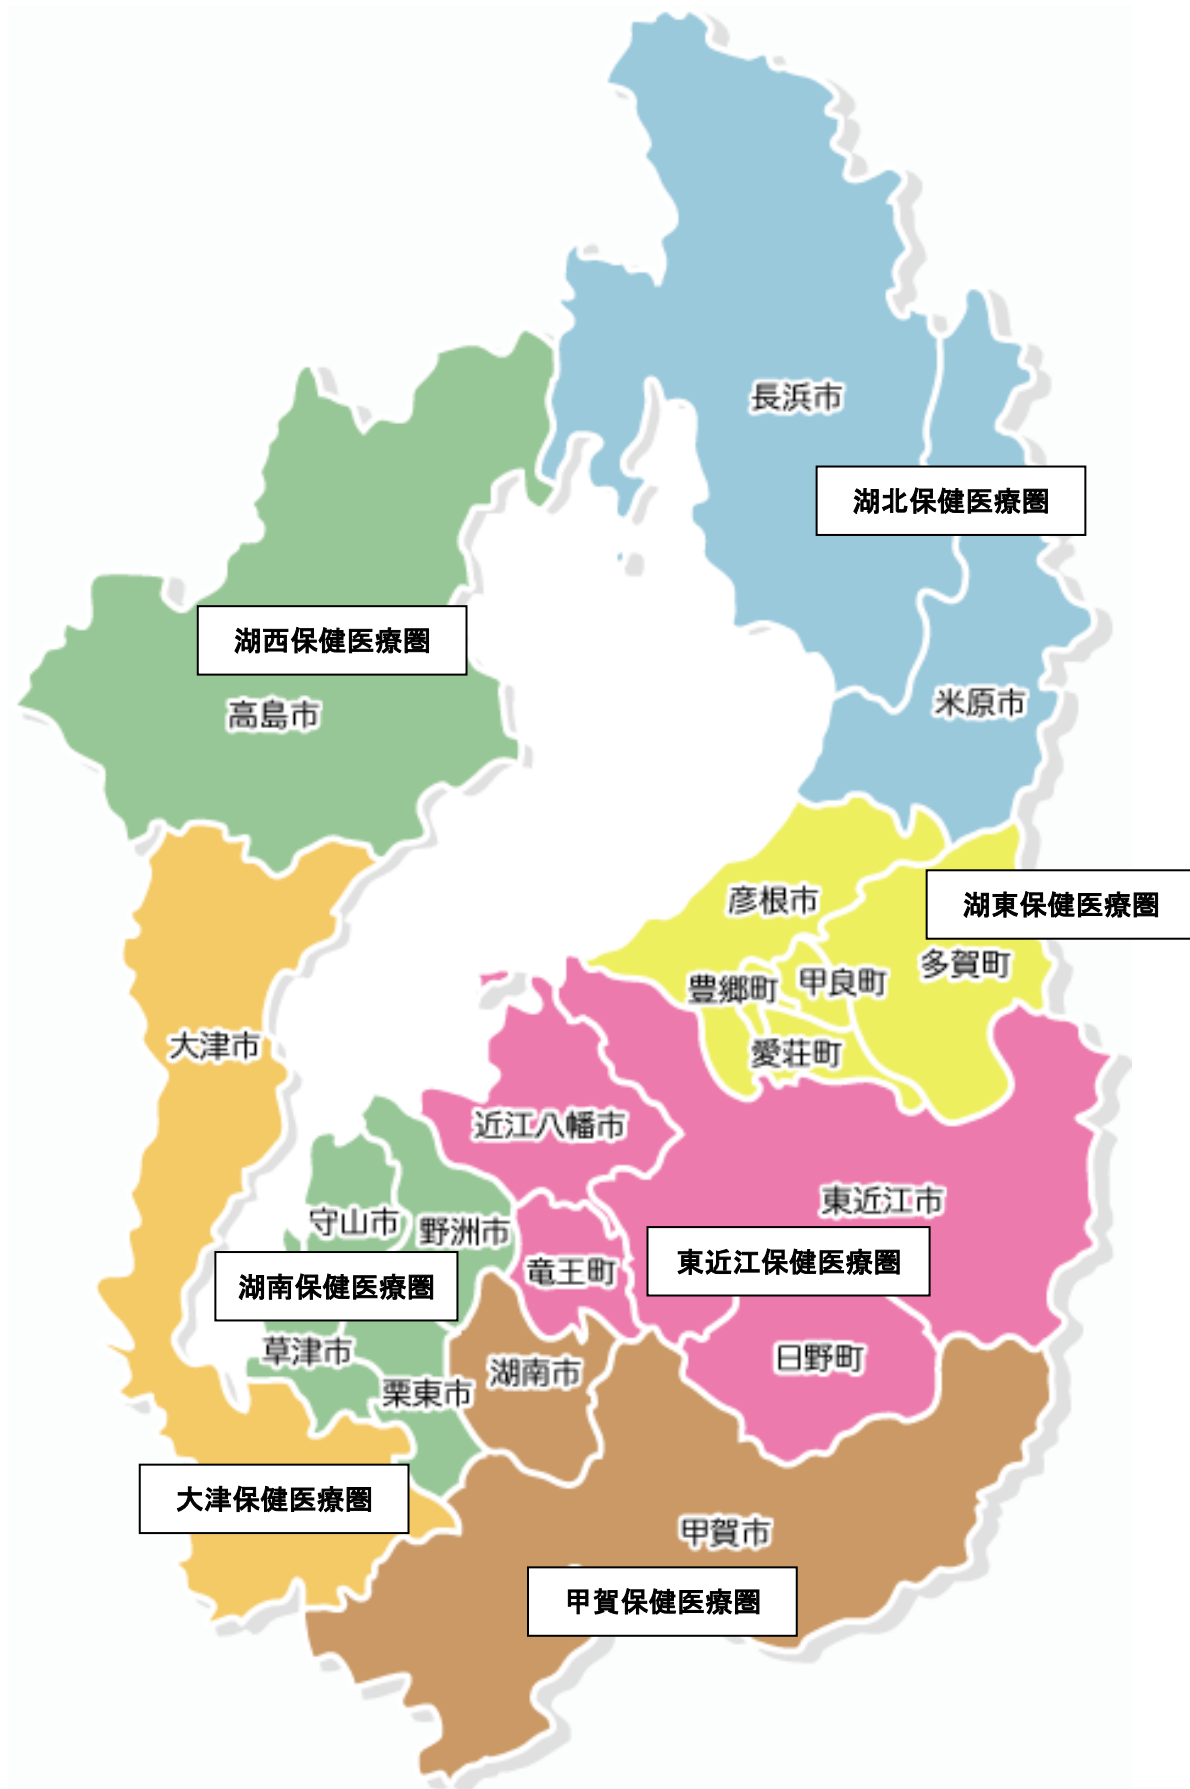 長浜市
湖北保健医療圏
湖西保健医療圏
高島市
米原市
彦根市
湖東保健医療圏
多賀町
豊郷町
甲良町
愛荘町
大津市
近江八幡市
東近江市
守山市
野洲市
竜王町
東近江保健医療圏
湖南保健医療圏
草津市
栗東市
湖南市
日野町
大津保健医療圏
甲賀市
甲賀保健医療圏